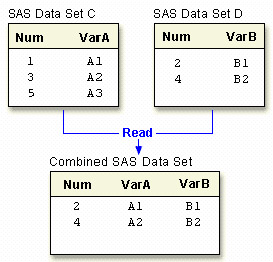 SAS Data Set C
Num VarA
1 A1
3 A2
5 A3
SAS Data Set D
Num VarB
2 B1
4 B2
Read
Combined SAS Data Set
Num VarA VarB
2 A1 B1
4 A2 B2